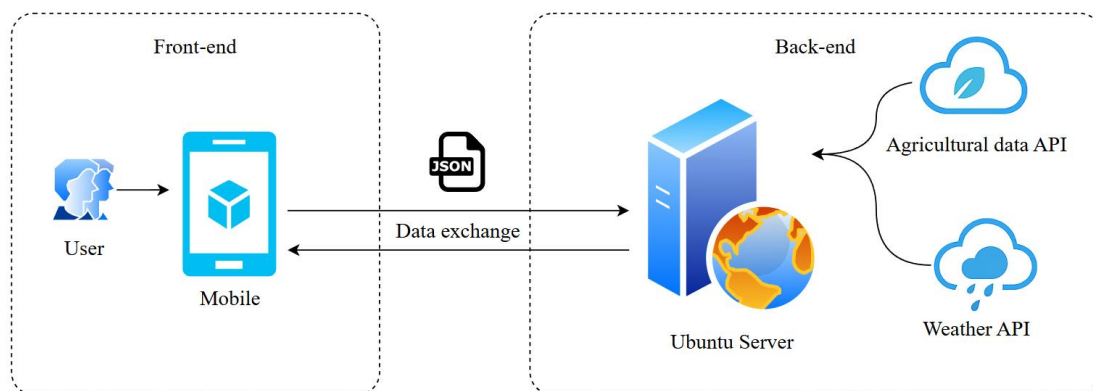 Front-end
Back-end
JSON
Agricultural data API
Data exchange
User
Mobile
Weather API
Ubuntu Server